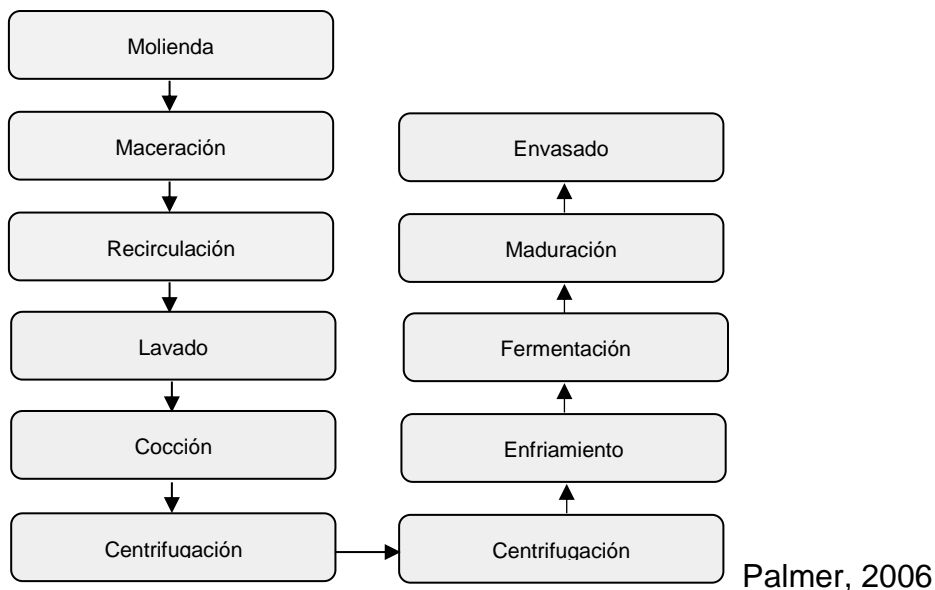 Molienda
Maceración
Recirculación
Lavado
Cocción
Centrifugación
Centrifugación
Enfriamiento
Fermentación
Maduración
Envasado
Palmer, 2006